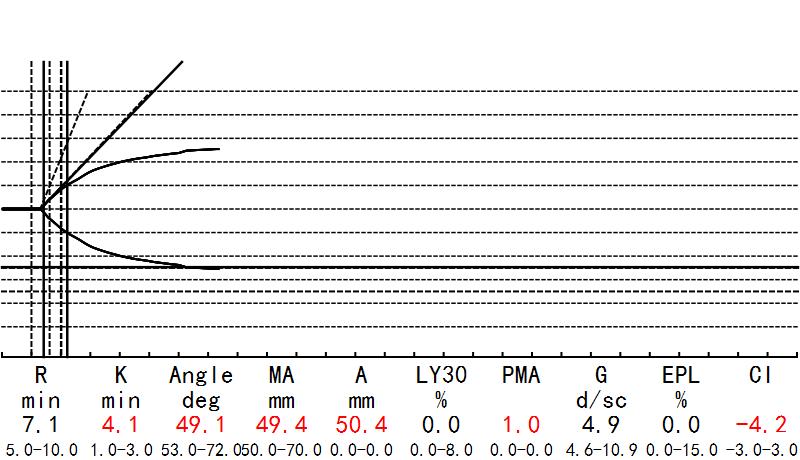 R K Angle MA A LY30 PMA G EPL CI
min min deg mm mm % d/sc %
7.1 4.1 49.1 49.4 50.4 0.0 1.0 4.9 0.0 -4.2
5.0-10.0 1.0-3.0 53.0-72.0 50.0-70.0 0.0-0.0 0.0-8.0 0.0-0.0 4.6-10.9 0.0-15.0 -3.0-3.0